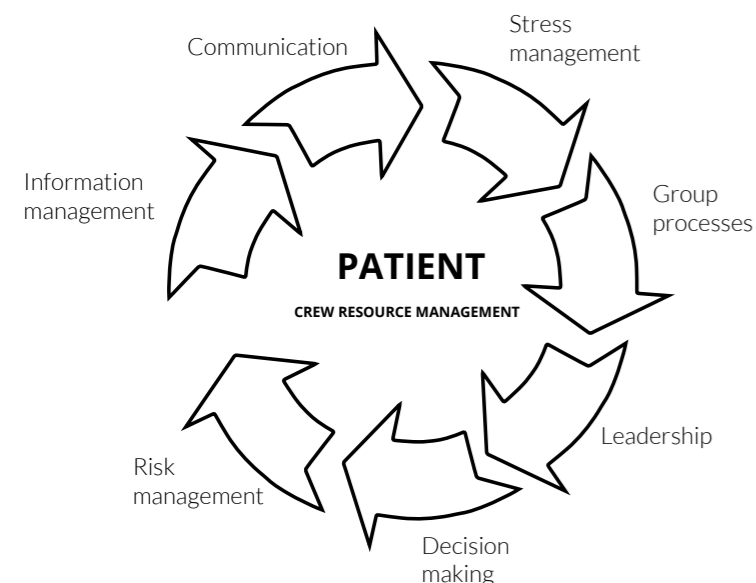 Stress
management
Communication
Information
management
Group
processes
PATIENT
CREW RESOURCE MANAGEMENT
Leadership
Risk
management
Decision
making